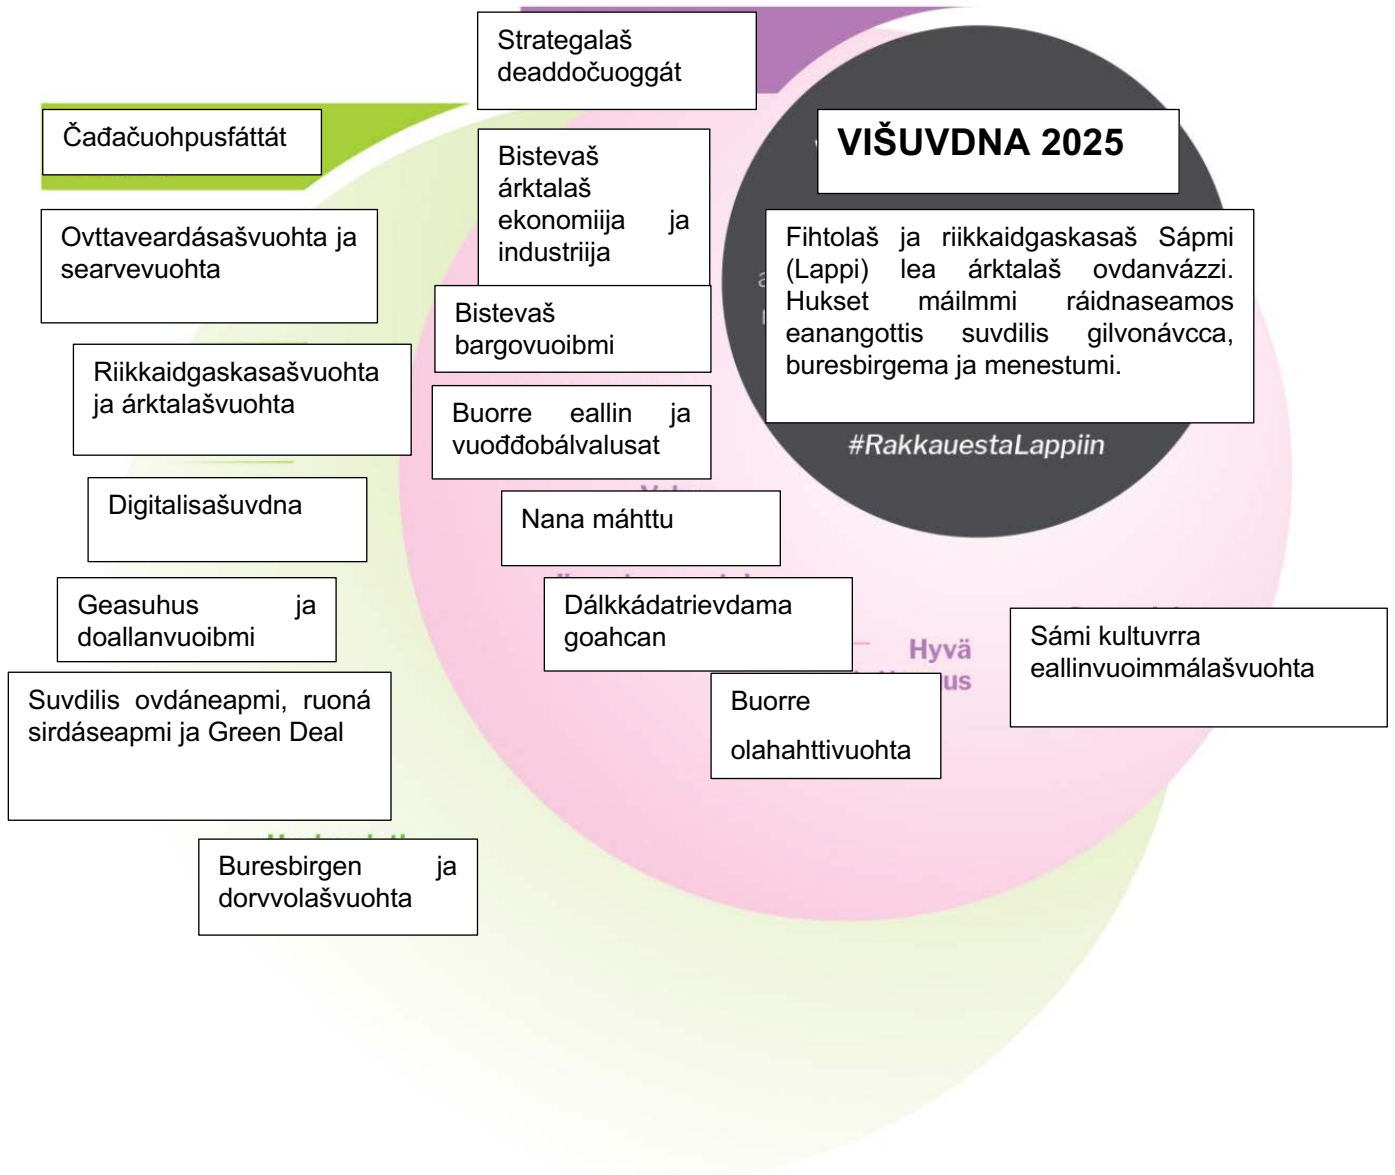 Strategalaš
deaddočuoggát
Čađačuohpusfáttát
VIŠUVDNA 2025
Bistevaš
árktalaš
ekonomiija ja
industriija
Ovttaveardásašvuohta ja
searvevuohta
Fihtolaš ja riikkaidgaskasaš Sápmi
(Lappi) lea árktalaš ovdanvázzi.
Hukset máilmmi ráidnaseamos
eanangottis suvdilis gilvonávcca,
buresbirgema ja menestumi.
Bistevaš
bargovuoibmi
Riikkaidgaskasašvuohta
ja árktalašvuohta
Buorre eallin ja
vuođđobálvalusat
#RakkauestaLappiin
Digitalisašuvdna
Nana máhttu
Geasuhus ja
doallanvuoibmi
Dálkkádatrievdama
goahcan
Hyvä
us
Sámi kultuvrra
eallinvuoimmálašvuohta
Suvdilis ovdáneapmi, ruoná
sirdáseapmi ja Green Deal
Buorre
olahahttivuohta
Buresbirgen ja
dorvvolašvuohta